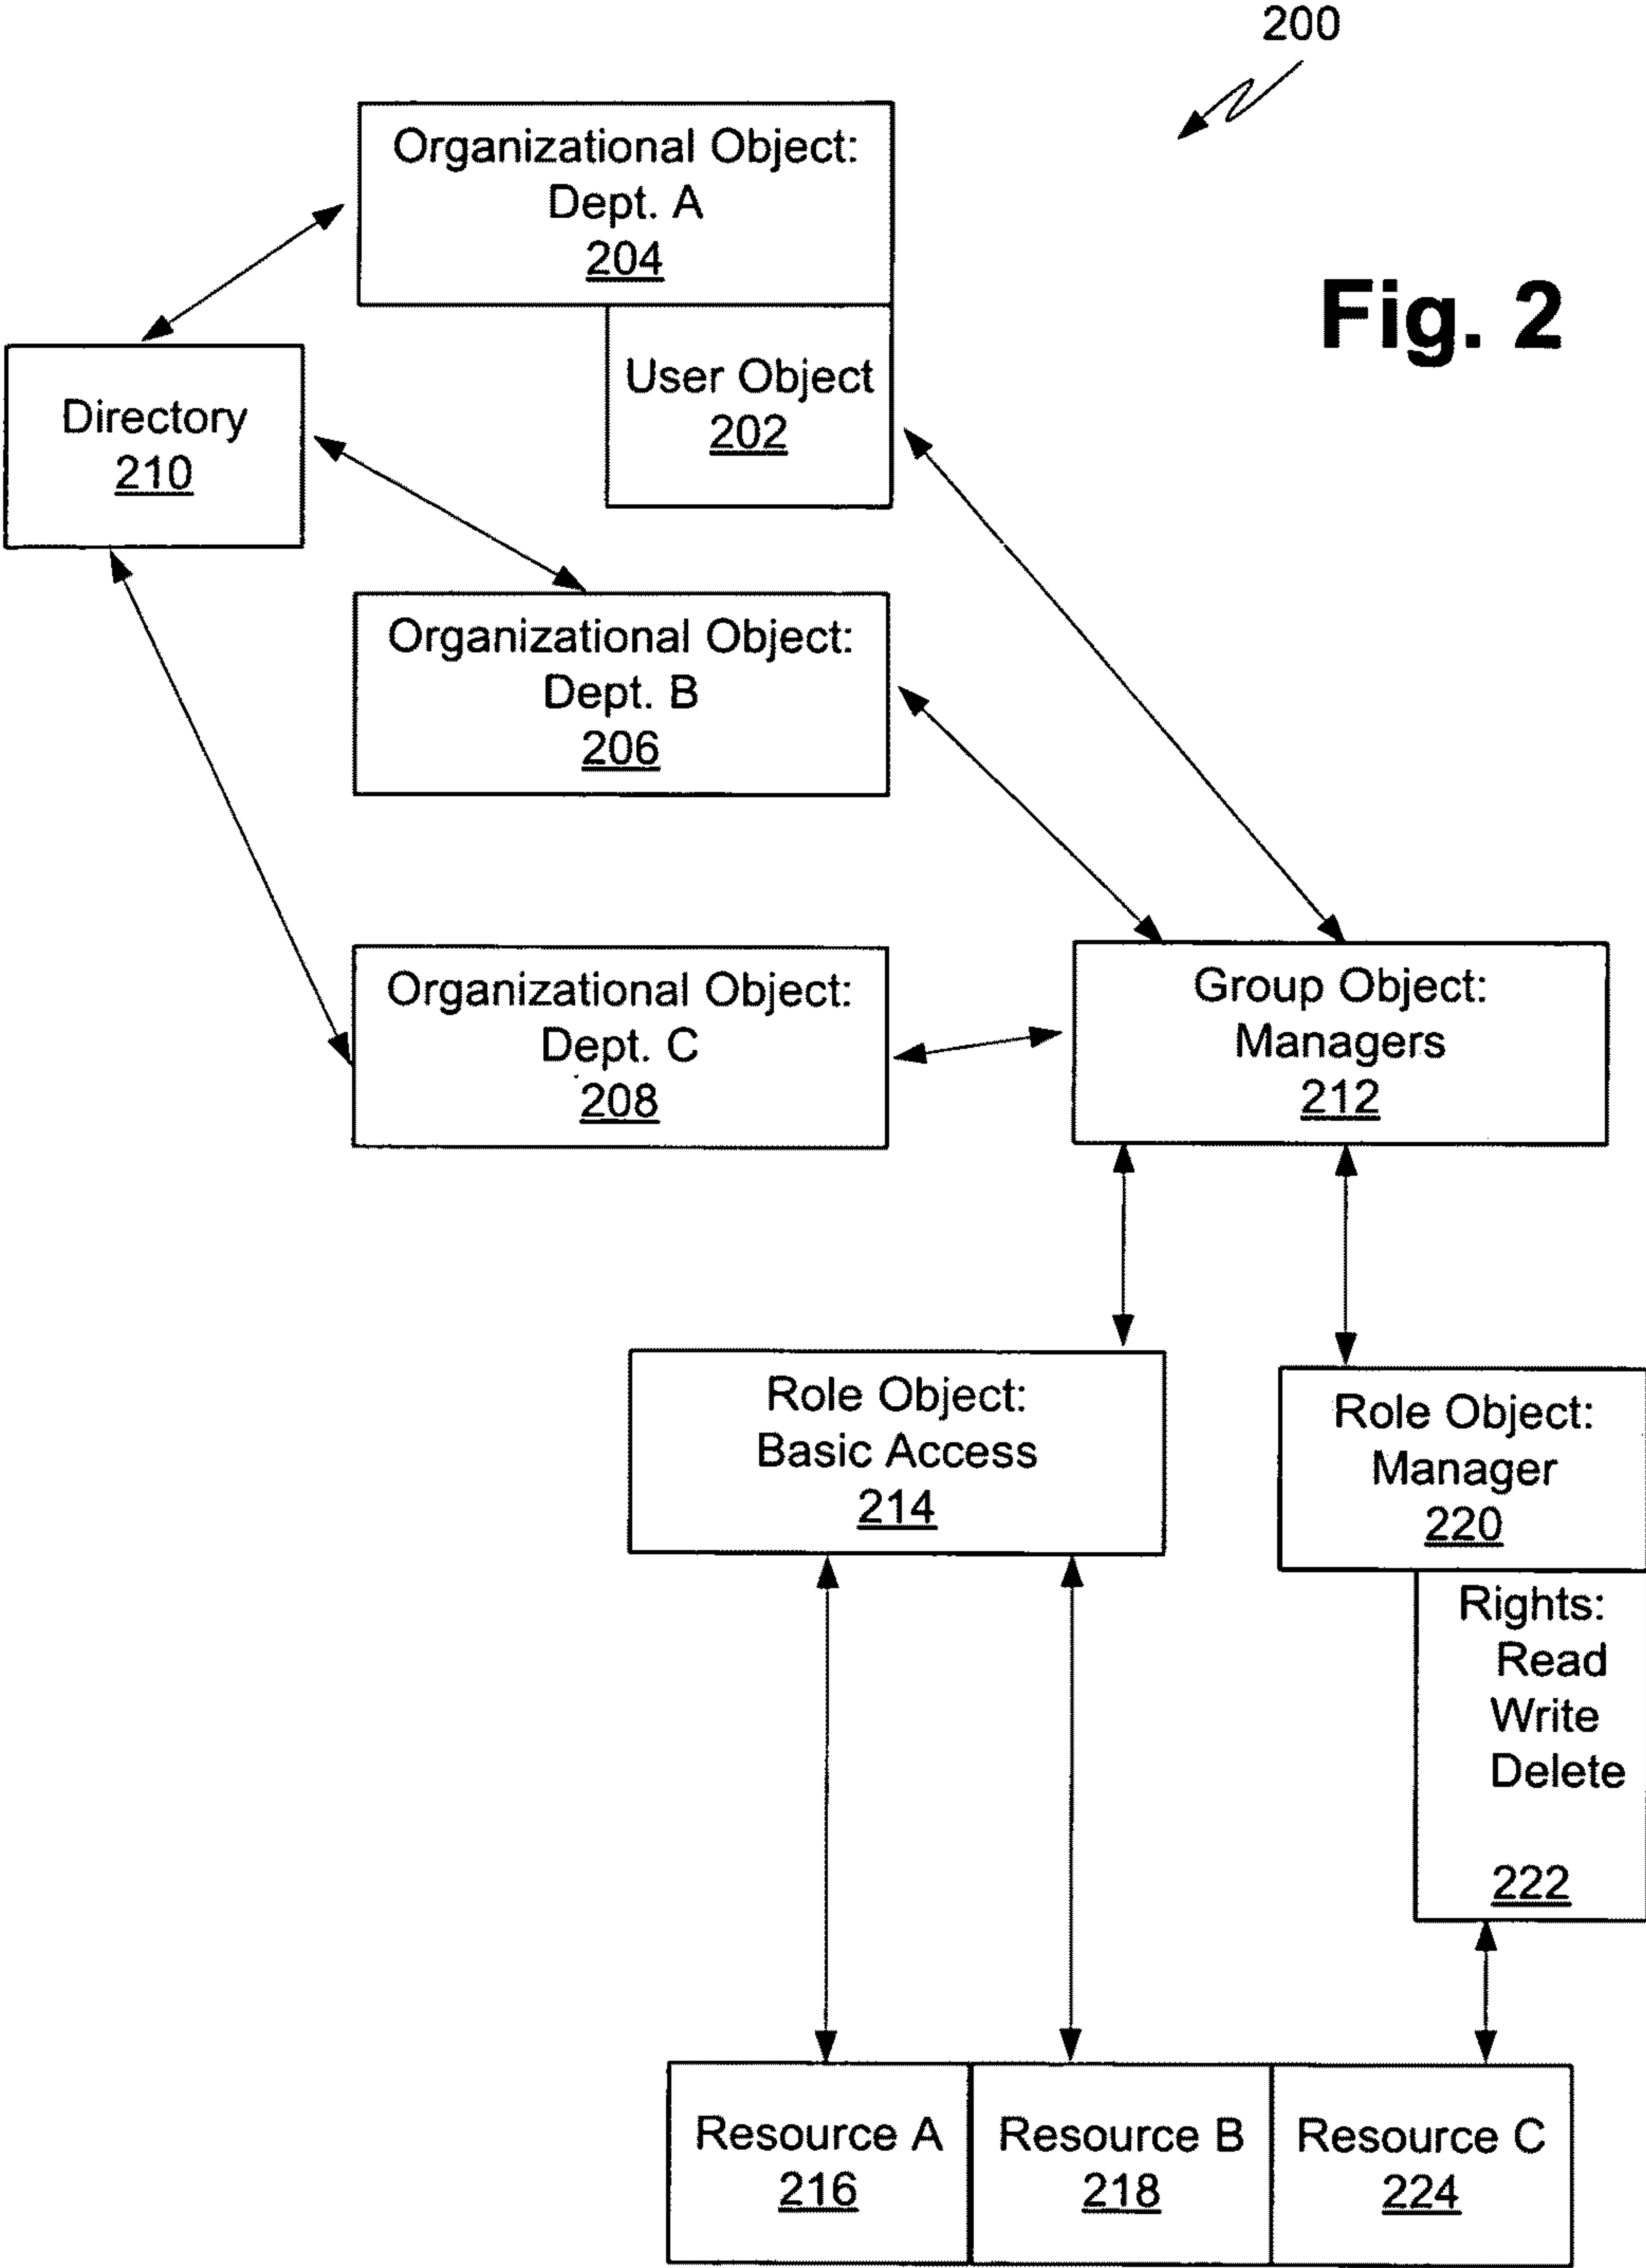 200
Organizational Object:
Dept. A
204
Fig. 2
User Object
202
Directory
210
Organizational Object:
Dept. B
206
Organizational Object:
Dept. C
208
Group Object:
Managers
212
Role Object:
Basic Access
214
Role Object:
Manager
220
Rights:
Read
Write
Delete
222
Resource A
216
Resource B
218
Resource C
224